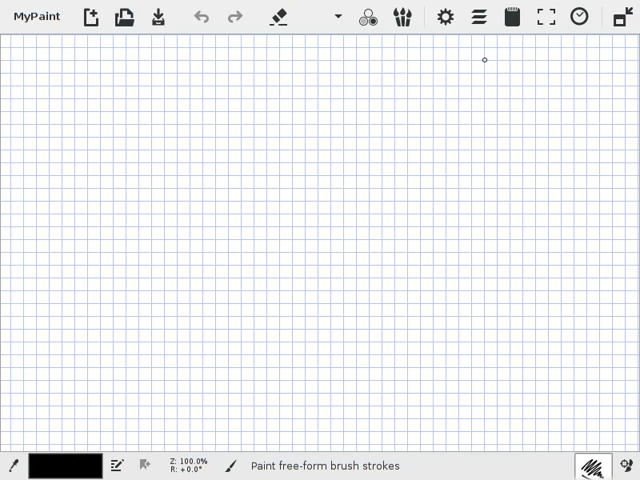 MyPaint
Z: 100.0%
R: +0.0°
Paint free-form brush strokes